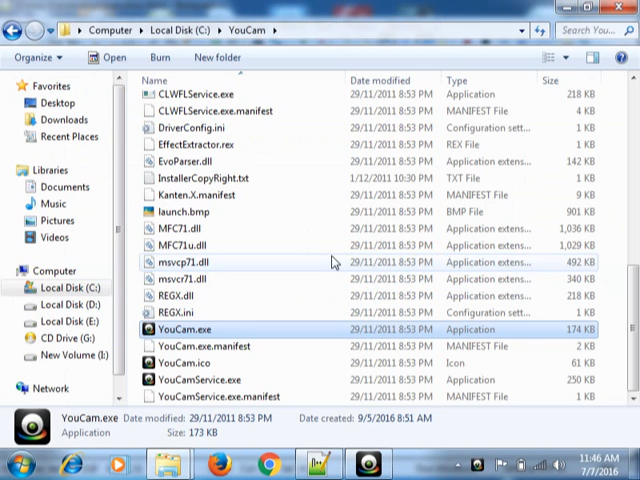 Computer ▸ Local Disk (C:) ▸ YouCam ▸
Search You...
Organize Open Burn New folder
Name Date modified Type Size
CLWFLService.exe 29/11/2011 8:53 PM Application 218 KB
CLWFLService.exe.manifest 29/11/2011 8:53 PM MANIFEST File 4 KB
DriverConfig.ini 29/11/2011 8:53 PM Configuration sett... 1 KB
EffectExtractor.rex 29/11/2011 8:53 PM REX File 1 KB
EvoParser.dll 29/11/2011 8:53 PM Application extens... 142 KB
InstallerCopyRight.txt 1/12/2011 10:30 PM TXT File 1 KB
Kanten.X.manifest 29/11/2011 8:53 PM MANIFEST File 9 KB
launch.bmp 29/11/2011 8:53 PM BMP File 901 KB
MFC71.dll 29/11/2011 8:53 PM Application extens... 1,036 KB
MFC71u.dll 29/11/2011 8:53 PM Application extens... 1,029 KB
msvcp71.dll 29/11/2011 8:53 PM Application extens... 492 KB
msvcr71.dll 29/11/2011 8:53 PM Application extens... 340 KB
REGX.dll 29/11/2011 8:53 PM Application extens... 218 KB
REGX.ini 29/11/2011 8:53 PM Configuration sett... 1 KB
YouCam.exe 29/11/2011 8:53 PM Application 174 KB
YouCam.exe.manifest 29/11/2011 8:53 PM MANIFEST File 2 KB
YouCam.ico 29/11/2011 8:53 PM Icon 61 KB
YouCamService.exe 29/11/2011 8:53 PM Application 250 KB
YouCamService.exe.manifest 29/11/2011 8:53 PM MANIFEST File 4 KB
Favorites
Desktop
Downloads
Recent Places
Libraries
Documents
Music
Pictures
Videos
Computer
Local Disk (C:)
Local Disk (D:)
Local Disk (E:)
CD Drive (G:)
New Volume (I:)
Network
YouCam.exe Date modified: 29/11/2011 8:53 PM Date created: 9/5/2016 8:51 AM
Application Size: 173 KB
11:46 AM
7/7/2016